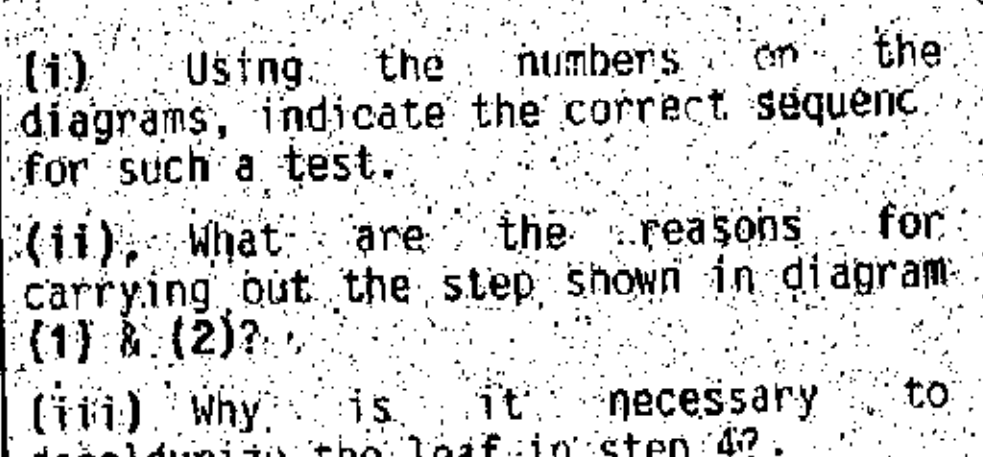 (i) Using the numbers on the
diagrams, indicate the correct sequenc
for such a test.
(ii). What are the reasons for
carrying out the step shown in diagram
(1) & (2)?
(iii) Why is it necessary to
the leaf in step 4?.